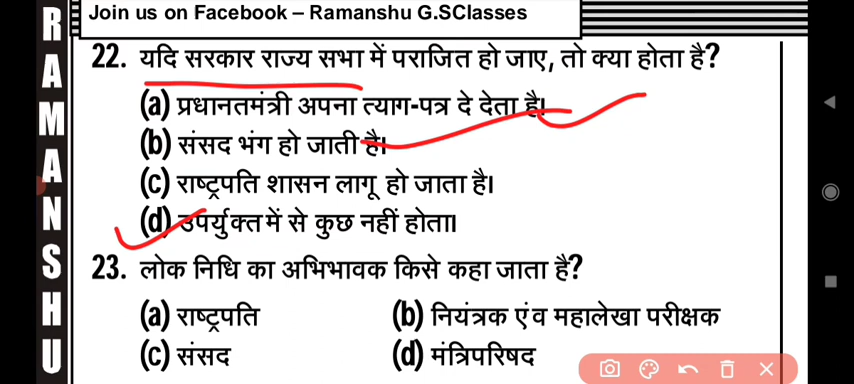 Join us on Facebook – Ramanshu G.SClasses
RAMANSHU
22. यदि सरकार राज्य सभा में पराजित हो जाए, तो क्या होता है?
(a) प्रधानतमंत्री अपना त्याग-पत्र दे देता है।
(b) संसद भंग हो जाती है।
(c) राष्ट्रपति शासन लागू हो जाता है।
(d) उपर्युक्त में से कुछ नहीं होता।
23. लोक निधि का अभिभावक किसे कहा जाता है?
(a) राष्ट्रपति (b) नियंत्रक एंव महालेखा परीक्षक
(c) संसद (d) मंत्रिपरिषद